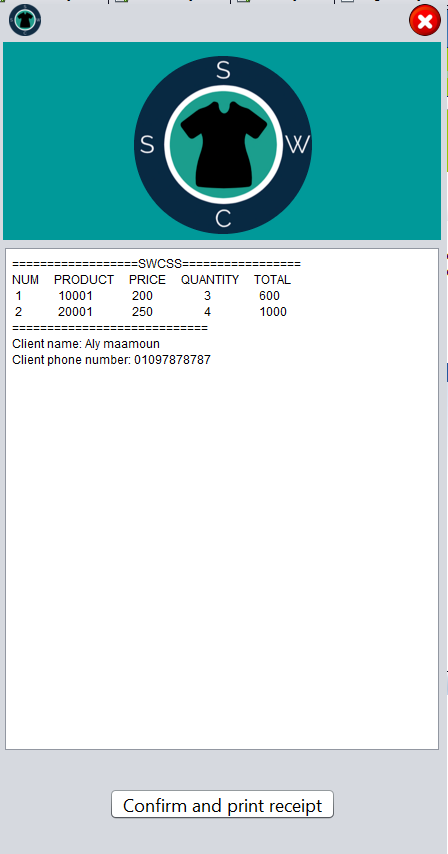 S
S W
C
==================SWCSS=================
NUM PRODUCT PRICE QUANTITY TOTAL
1 10001 200 3 600
2 20001 250 4 1000
============================
Client name: Aly maamoun
Client phone number: 01097878787
Confirm and print receipt